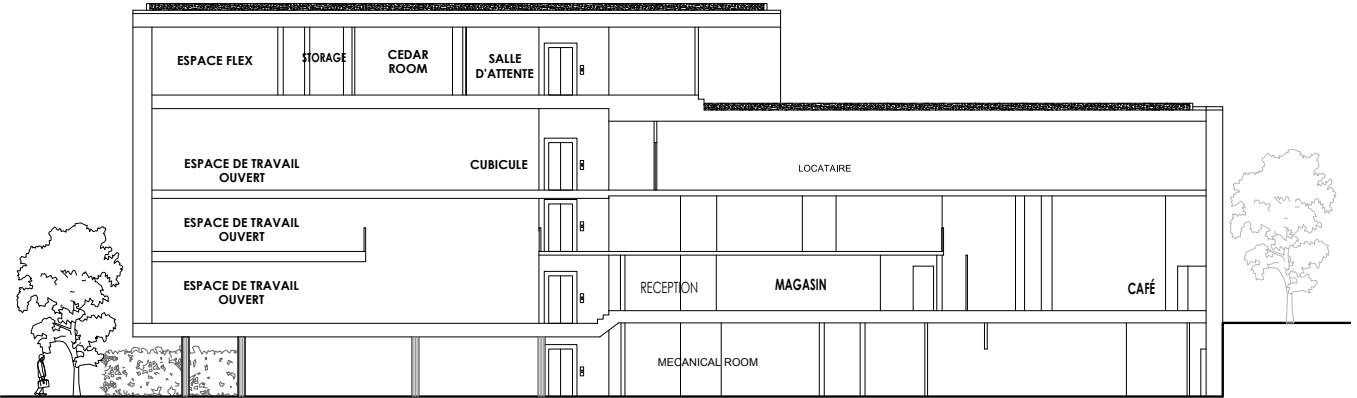 ESPACE FLEX
STORAGE
CEDAR
ROOM
SALLE
D'ATTENTE
ESPACE DE TRAVAIL
OUVERT
CUBICULE
LOCATAIRE
ESPACE DE TRAVAIL
OUVERT
ESPACE DE TRAVAIL
OUVERT
RECEPTION
MAGASIN
CAFÉ
MECANICAL ROOM